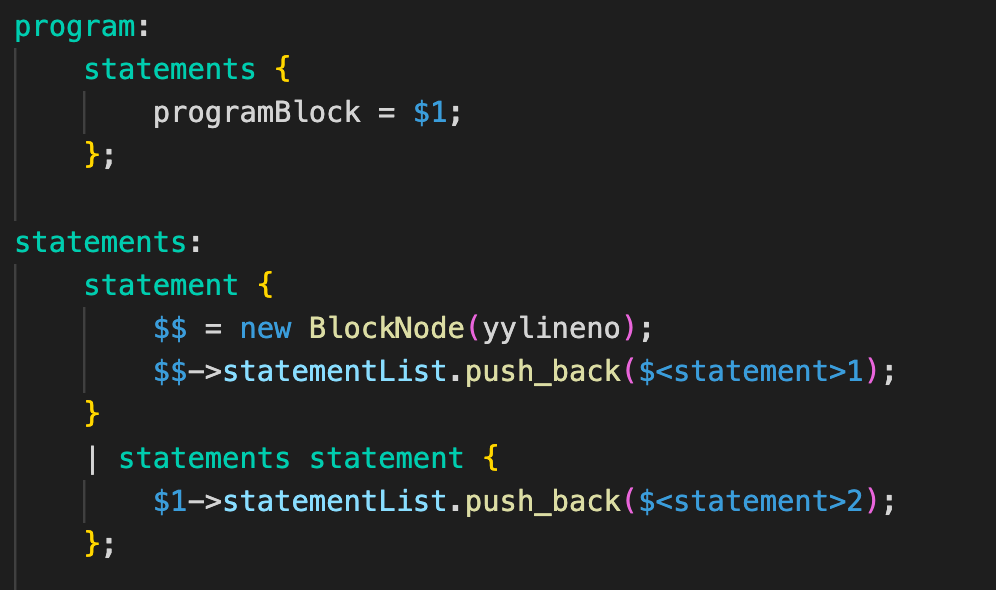 program:
    statements {
        programBlock = $1;
    };

statements:
    statement {
        $$ = new BlockNode(yylineno);
        $$->statementList.push_back($<statement>1);
    }
    | statements statement {
        $1->statementList.push_back($<statement>2);
    };